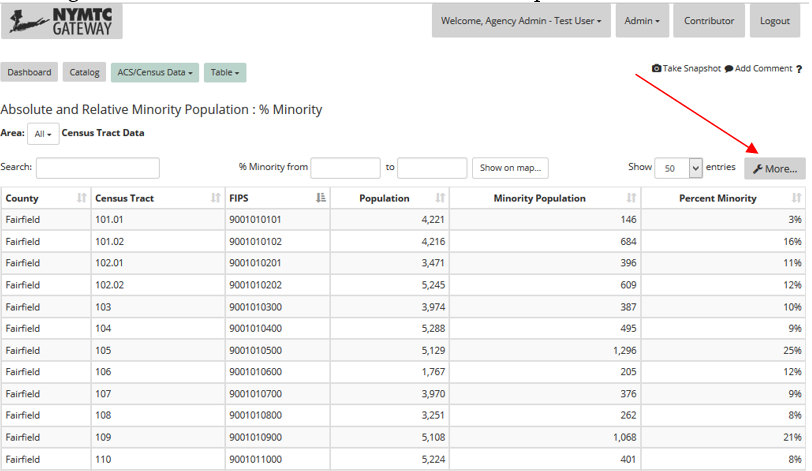 NYMTC
GATEWAY
Welcome, Agency Admin - Test User
Admin
Contributor
Logout
Dashboard
Catalog
ACS/Census Data
Table
Take Snapshot Add Comment ?
Absolute and Relative Minority Population : % Minority
Area: All Census Tract Data
Search: % Minority from to Show on map... Show 50 entries More...
County Census Tract FIPS Population Minority Population Percent Minority
Fairfield 101.01 9001010101 4,221 146 3%
Fairfield 101.02 9001010102 4,216 684 16%
Fairfield 102.01 9001010201 3,471 396 11%
Fairfield 102.02 9001010202 5,245 609 12%
Fairfield 103 9001010300 3,974 387 10%
Fairfield 104 9001010400 5,288 495 9%
Fairfield 105 9001010500 5,129 1,296 25%
Fairfield 106 9001010600 1,767 205 12%
Fairfield 107 9001010700 3,970 376 9%
Fairfield 108 9001010800 3,251 262 8%
Fairfield 109 9001010900 5,108 1,068 21%
Fairfield 110 9001011000 5,224 401 8%